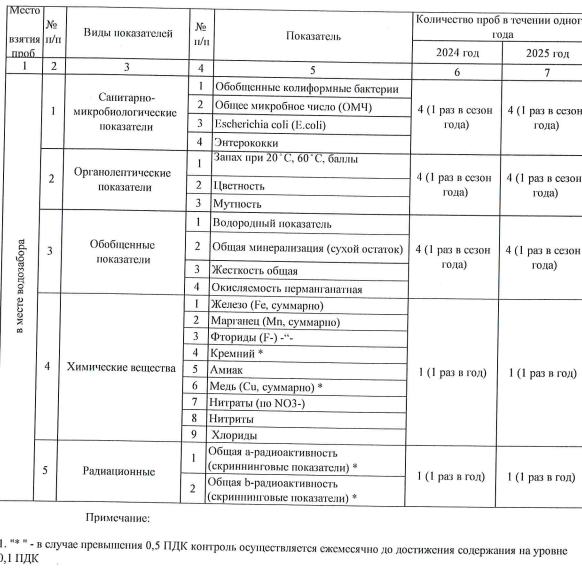 Место взятия проб | № п/п | Виды показателей | № п/п | Показатель | Количество проб в течении одног года
2024 год | 2025 год
1 | 2 | 3 | 4 | 5 | 6 | 7
в месте водозабора
1 | Санитарно-микробиологические показатели | 4 (1 раз в сезон года) | 4 (1 раз в сезон года)
1 | Обобщенные колиформные бактерии
2 | Общее микробное число (ОМЧ)
3 | Escherichia coli (E.coli)
4 | Энтерококки
2 | Органолептические показатели | 4 (1 раз в сезон года) | 4 (1 раз в сезон года)
1 | Запах при 20˚С, 60˚С, баллы
2 | Цветность
3 | Мутность
3 | Обобщенные показатели | 4 (1 раз в сезон года) | 4 (1 раз в сезон года)
1 | Водородный показатель
2 | Общая минерализация (сухой остаток)
3 | Жесткость общая
4 | Окисляемость перманганатная
4 | Химические вещества | 1 (1 раз в год) | 1 (1 раз в год)
1 | Железо (Fe, суммарно)
2 | Марганец (Mn, суммарно)
3 | Фториды (F-) -"-
4 | Кремний *
5 | Амиак
6 | Медь (Cu, суммарно) *
7 | Нитраты (по NO3-)
8 | Нитриты
9 | Хлориды
5 | Радиационные | 1 (1 раз в год) | 1 (1 раз в год)
1 | Общая a-радиоактивность (скриннинговые показатели) *
2 | Общая b-радиоактивность (скриннинговые показатели) *
Примечание:
1. "*" - в случае превышения 0,5 ПДК контроль осуществляется ежемесячно до достижения содержания на уровне
0,1 ПДК